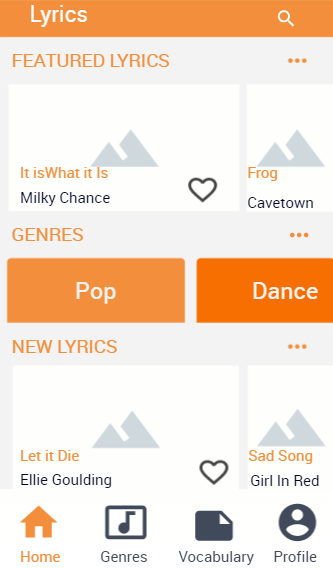 Lyrics
FEATURED LYRICS
It isWhat it Is
Milky Chance
Frog
Cavetown
GENRES
Pop
Dance
NEW LYRICS
Let it Die
Ellie Goulding
Sad Song
Girl In Red
Home
Genres
Vocabulary
Profile